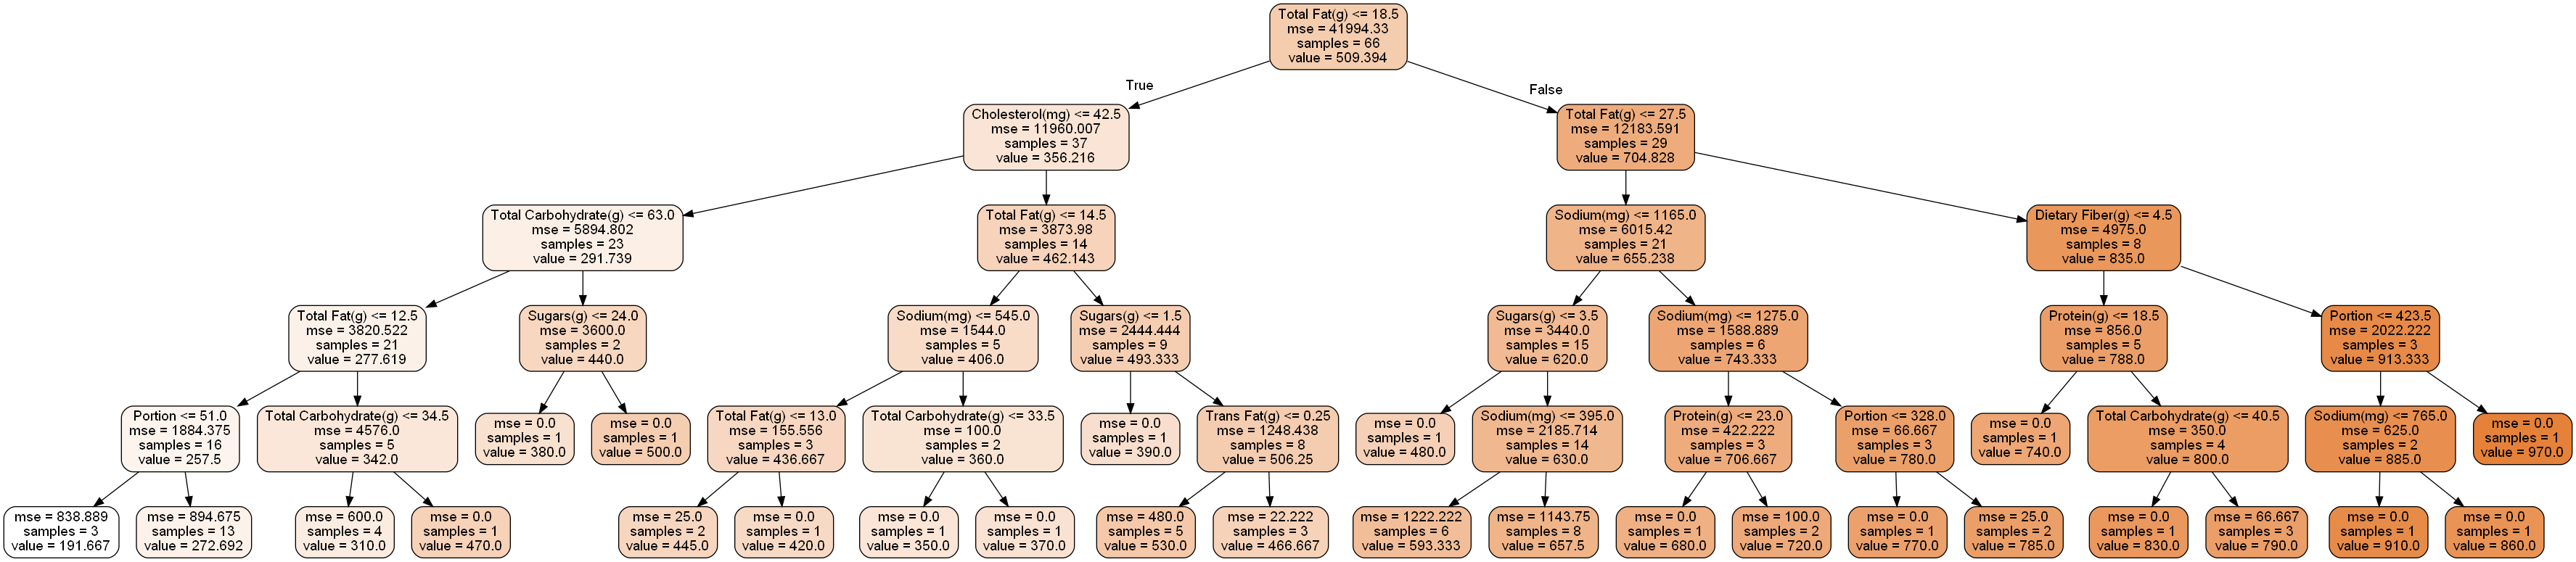 Total Fat(g) <= 18.5
mse = 41994.33
samples = 66
value = 509.394
True
False
Cholesterol(mg) <= 42.5
mse = 11960.007
samples = 37
value = 356.216
Total Fat(g) <= 27.5
mse = 12183.591
samples = 29
value = 704.828
Total Carbohydrate(g) <= 63.0
mse = 5894.802
samples = 23
value = 291.739
Total Fat(g) <= 14.5
mse = 3873.98
samples = 14
value = 462.143
Sodium(mg) <= 1165.0
mse = 6015.42
samples = 21
value = 655.238
Dietary Fiber(g) <= 4.5
mse = 4975.0
samples = 8
value = 835.0
Total Fat(g) <= 12.5
mse = 3820.522
samples = 21
value = 277.619
Sugars(g) <= 24.0
mse = 3600.0
samples = 2
value = 440.0
Sodium(mg) <= 545.0
mse = 1544.0
samples = 5
value = 406.0
Sugars(g) <= 1.5
mse = 2444.444
samples = 9
value = 493.333
Sugars(g) <= 3.5
mse = 3440.0
samples = 15
value = 620.0
Sodium(mg) <= 1275.0
mse = 1588.889
samples = 6
value = 743.333
Protein(g) <= 18.5
mse = 856.0
samples = 5
value = 788.0
Portion <= 423.5
mse = 2022.222
samples = 3
value = 913.333
Portion <= 51.0
mse = 1884.375
samples = 16
value = 257.5
Total Carbohydrate(g) <= 34.5
mse = 4576.0
samples = 5
value = 342.0
mse = 0.0
samples = 1
value = 380.0
mse = 0.0
samples = 1
value = 500.0
Total Fat(g) <= 13.0
mse = 155.556
samples = 3
value = 436.667
Total Carbohydrate(g) <= 33.5
mse = 100.0
samples = 2
value = 360.0
mse = 0.0
samples = 1
value = 390.0
Trans Fat(g) <= 0.25
mse = 1248.438
samples = 8
value = 506.25
mse = 0.0
samples = 1
value = 480.0
Sodium(mg) <= 395.0
mse = 2185.714
samples = 14
value = 630.0
Protein(g) <= 23.0
mse = 422.222
samples = 3
value = 706.667
Portion <= 328.0
mse = 66.667
samples = 3
value = 780.0
mse = 0.0
samples = 1
value = 740.0
Total Carbohydrate(g) <= 40.5
mse = 350.0
samples = 4
value = 800.0
Sodium(mg) <= 765.0
mse = 625.0
samples = 2
value = 885.0
mse = 0.0
samples = 1
value = 970.0
mse = 838.889
samples = 3
value = 191.667
mse = 894.675
samples = 13
value = 272.692
mse = 600.0
samples = 4
value = 310.0
mse = 0.0
samples = 1
value = 470.0
mse = 25.0
samples = 2
value = 445.0
mse = 0.0
samples = 1
value = 420.0
mse = 0.0
samples = 1
value = 350.0
mse = 0.0
samples = 1
value = 370.0
mse = 480.0
samples = 5
value = 530.0
mse = 22.222
samples = 3
value = 466.667
mse = 1222.222
samples = 6
value = 593.333
mse = 1143.75
samples = 8
value = 657.5
mse = 0.0
samples = 1
value = 680.0
mse = 100.0
samples = 2
value = 720.0
mse = 0.0
samples = 1
value = 770.0
mse = 25.0
samples = 2
value = 785.0
mse = 0.0
samples = 1
value = 830.0
mse = 66.667
samples = 3
value = 790.0
mse = 0.0
samples = 1
value = 910.0
mse = 0.0
samples = 1
value = 860.0